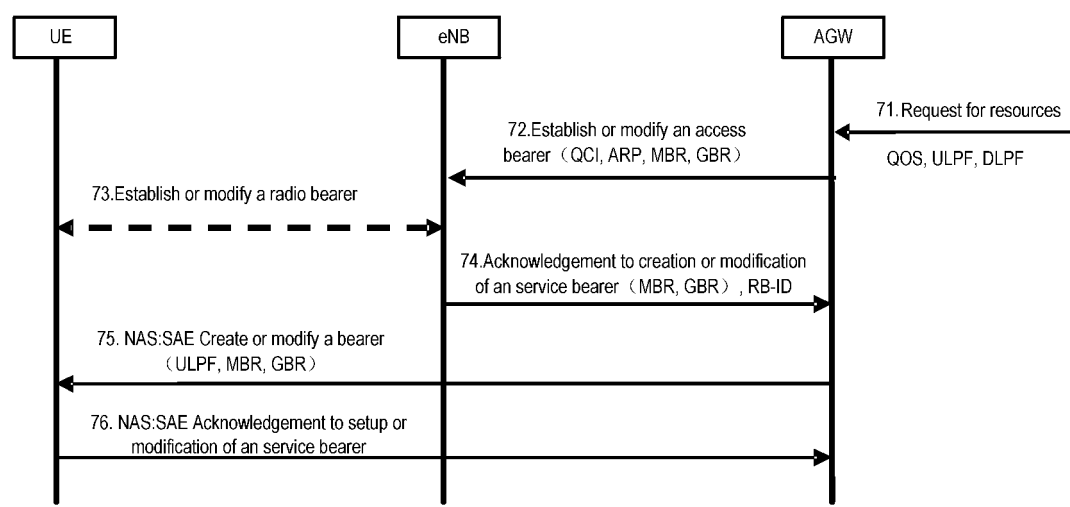 UE
eNB
AGW
71.Request for resources
QOS, ULPF, DLPF
72.Establish or modify an access
bearer（QCI, ARP, MBR, GBR）
73.Establish or modify a radio bearer
74.Acknowledgement to creation or modification
of an service bearer（MBR, GBR）, RB-ID
75. NAS:SAE Create or modify a bearer
（ULPF, MBR, GBR）
76. NAS:SAE Acknowledgement to setup or
modification of an service bearer